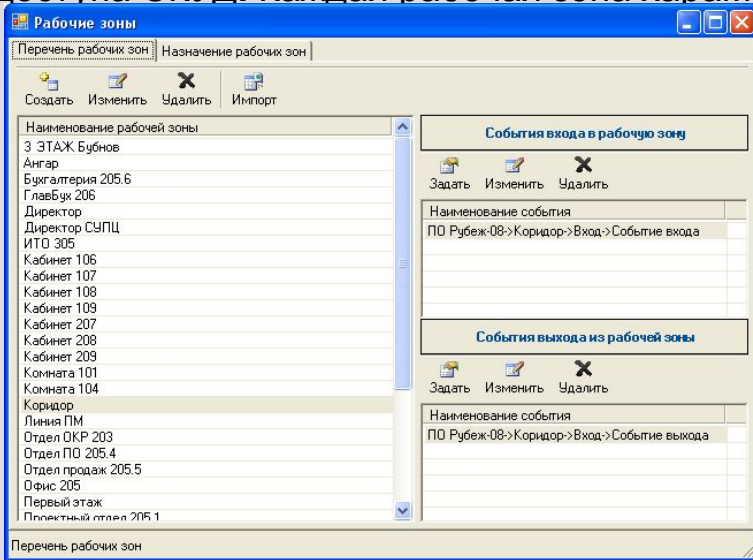 Рабочие зоны
Перечень рабочих зон Назначение рабочих зон
Создать Изменить Удалить Импорт
Наименование рабочей зоны
3 ЭТАЖ Бубнов
Ангар
Бухгалтерия 205.6
ГлавБух 206
Директор
Директор СУПЦ
ИТО 305
Кабинет 106
Кабинет 107
Кабинет 108
Кабинет 109
Кабинет 207
Кабинет 208
Кабинет 209
Комната 101
Комната 104
Коридор
Линия ПМ
Отдел ОКР 203
Отдел ПО 205.4
Отдел продаж 205.5
Офис 205
Первый этаж
Проектный отдел 205.1
События входа в рабочую зону
Задать Изменить Удалить
Наименование события
ПО Рубеж-08->Коридор->Вход->Событие входа
События выхода из рабочей зоны
Задать Изменить Удалить
Наименование события
ПО Рубеж-08->Коридор->Вход->Событие выхода
Перечень рабочих зон